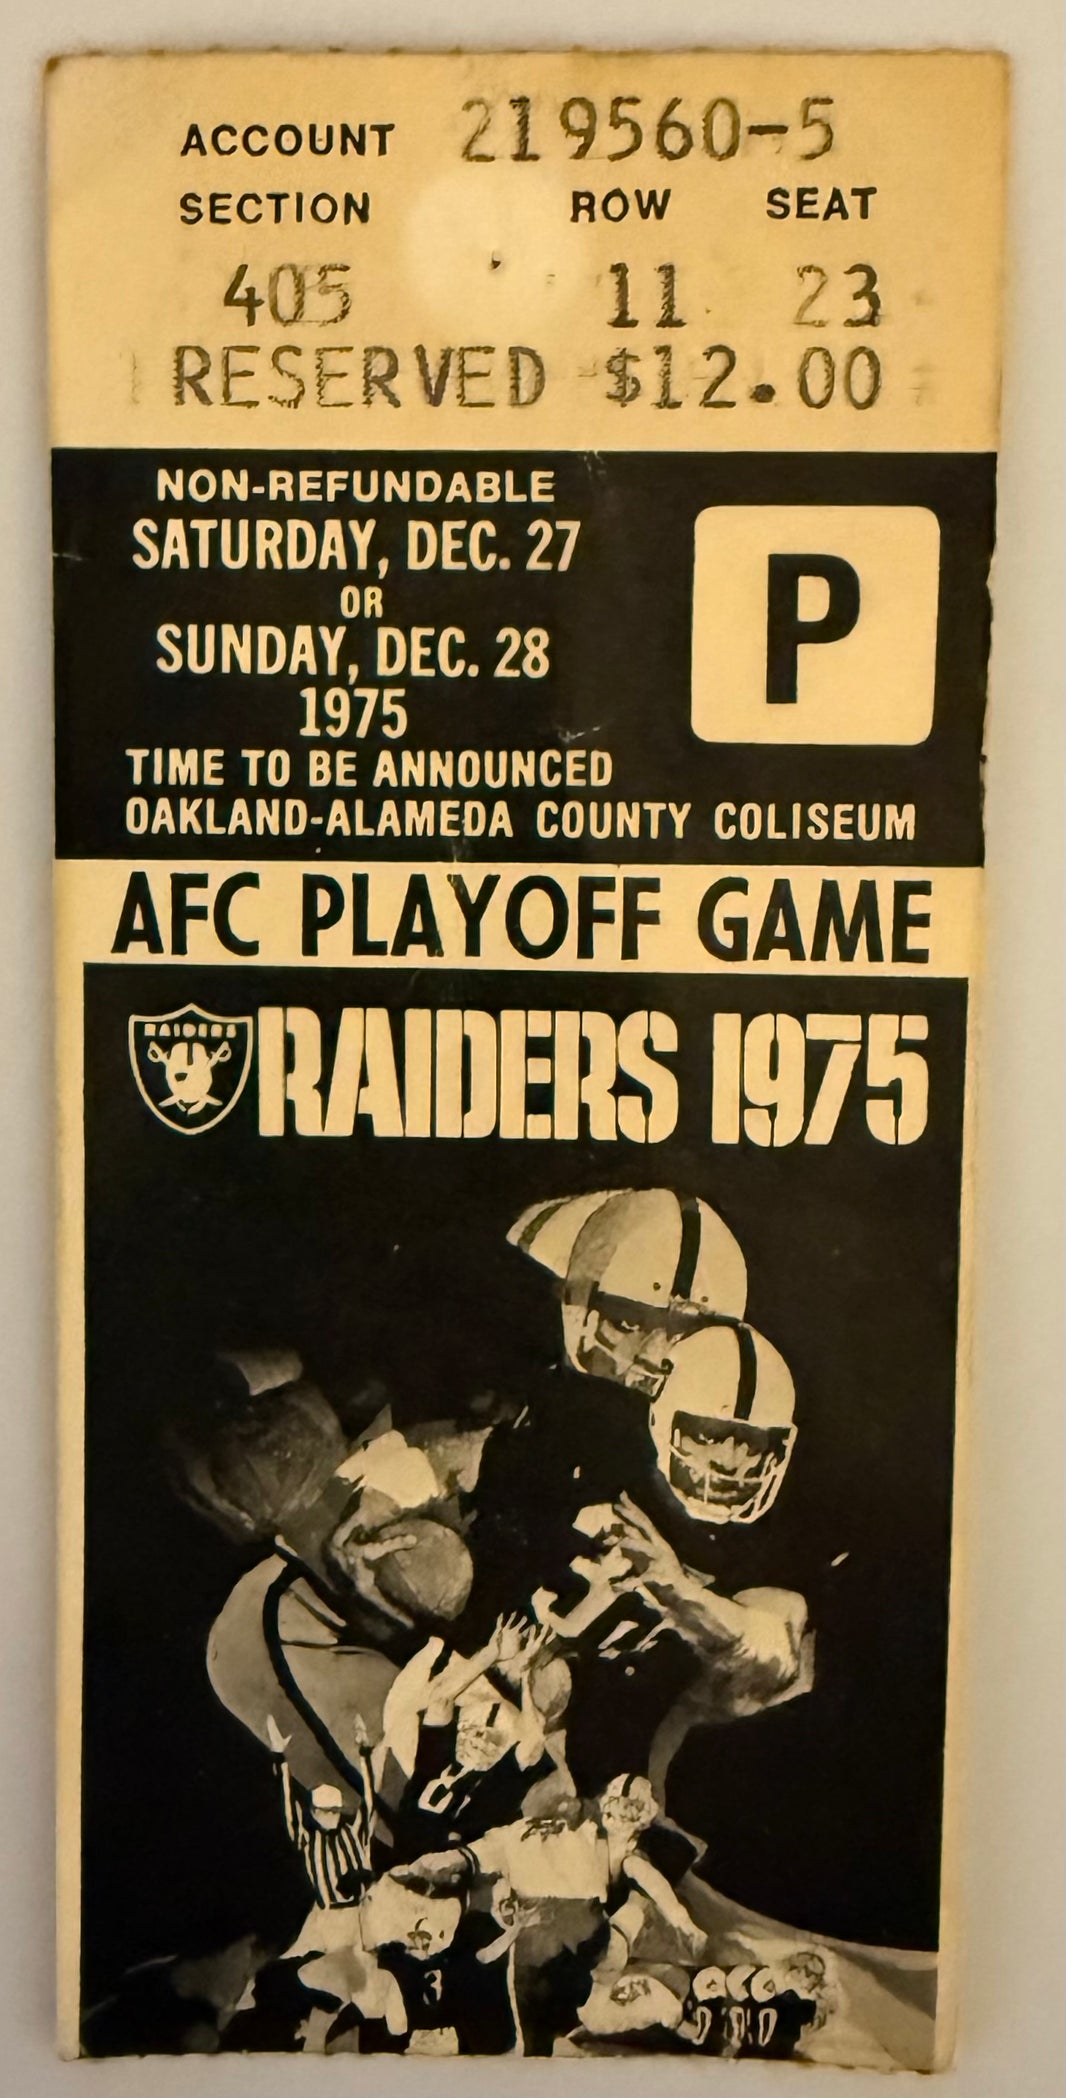 ACCOUNT 219560-5
SECTION ROW SEAT
405 11 23
RESERVED $12.00
NON-REFUNDABLE
SATURDAY, DEC. 27
OR
SUNDAY, DEC. 28
1975
P
TIME TO BE ANNOUNCED
OAKLAND-ALAMEDA COUNTY COLISEUM
AFC PLAYOFF GAME
RAIDERS
RAIDERS 1975